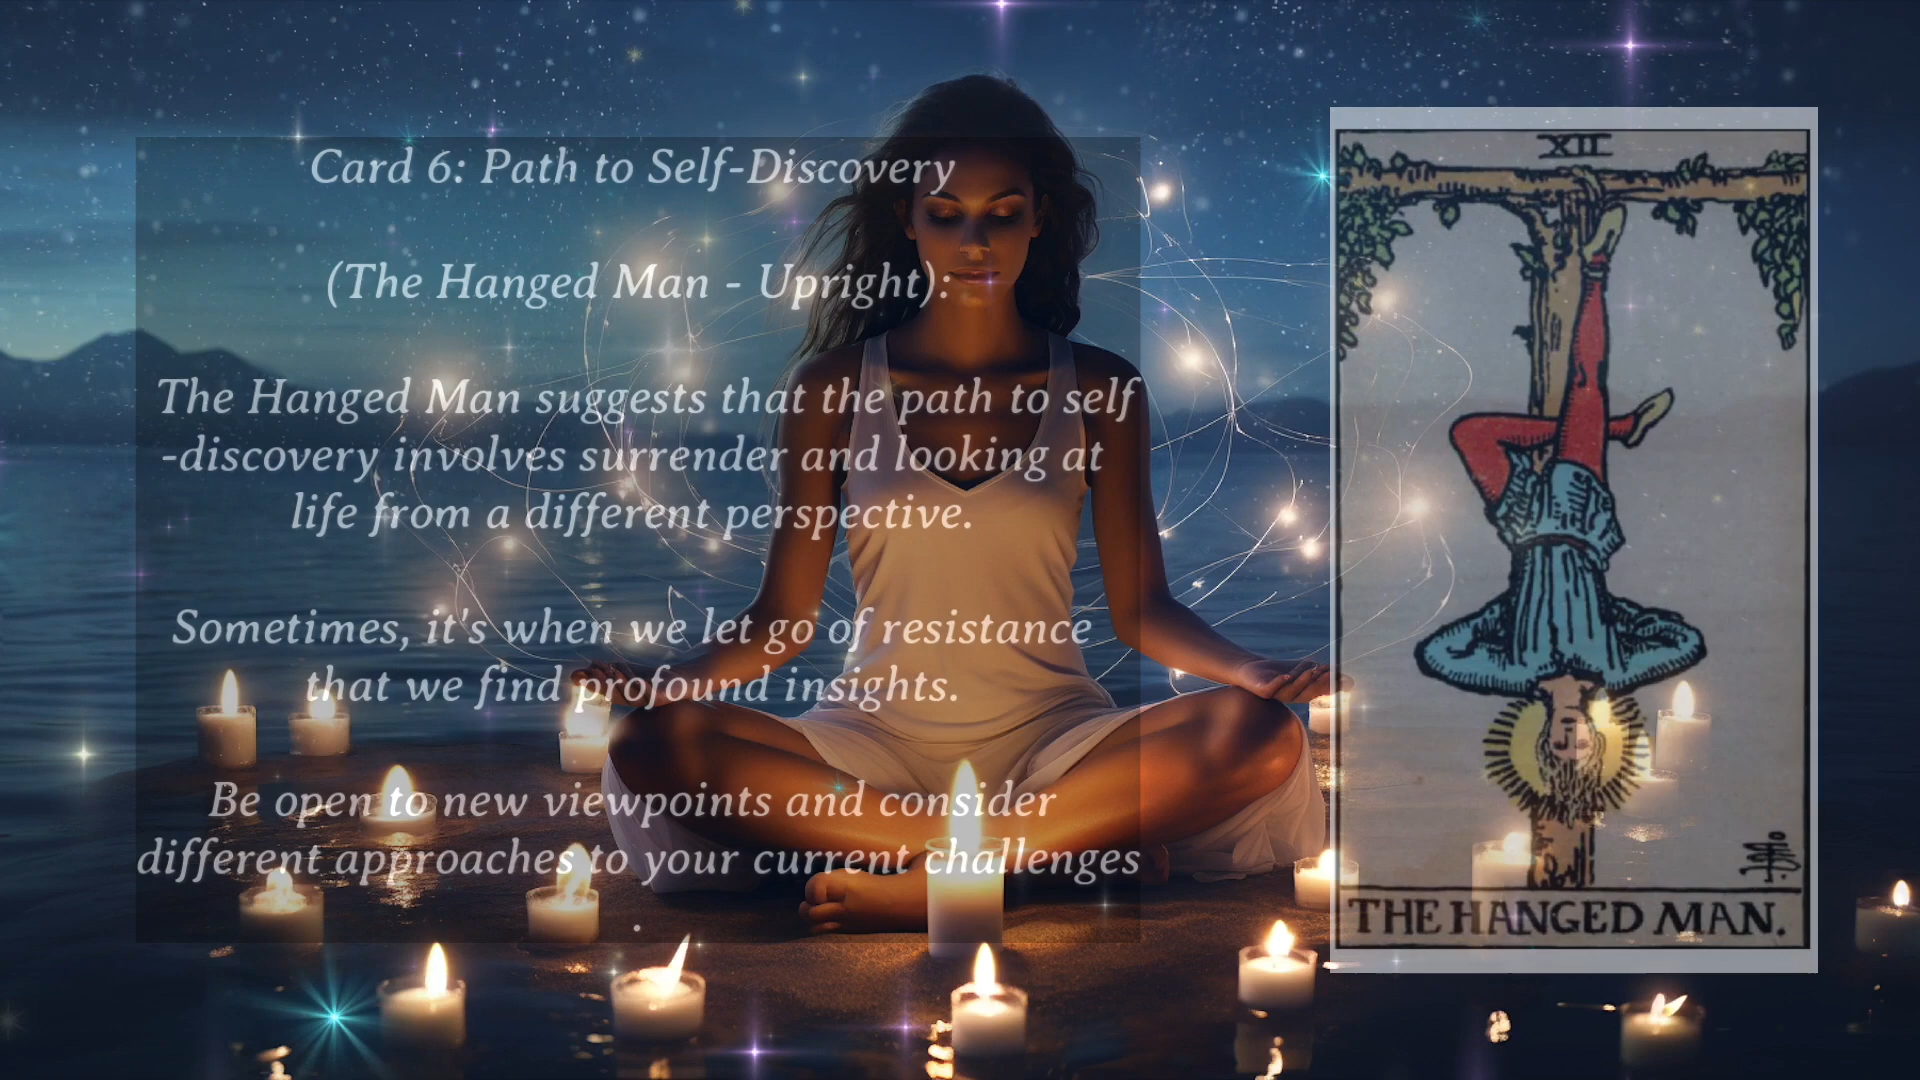 Card 6: Path to Self-Discovery
(The Hanged Man - Upright):
The Hanged Man suggests that the path to self
-discovery involves surrender and looking at
life from a different perspective.
Sometimes, it's when we let go of resistance
that we find profound insights.
Be open to new viewpoints and consider
different approaches to your current challenges
.
XII
THE HANGED MAN.